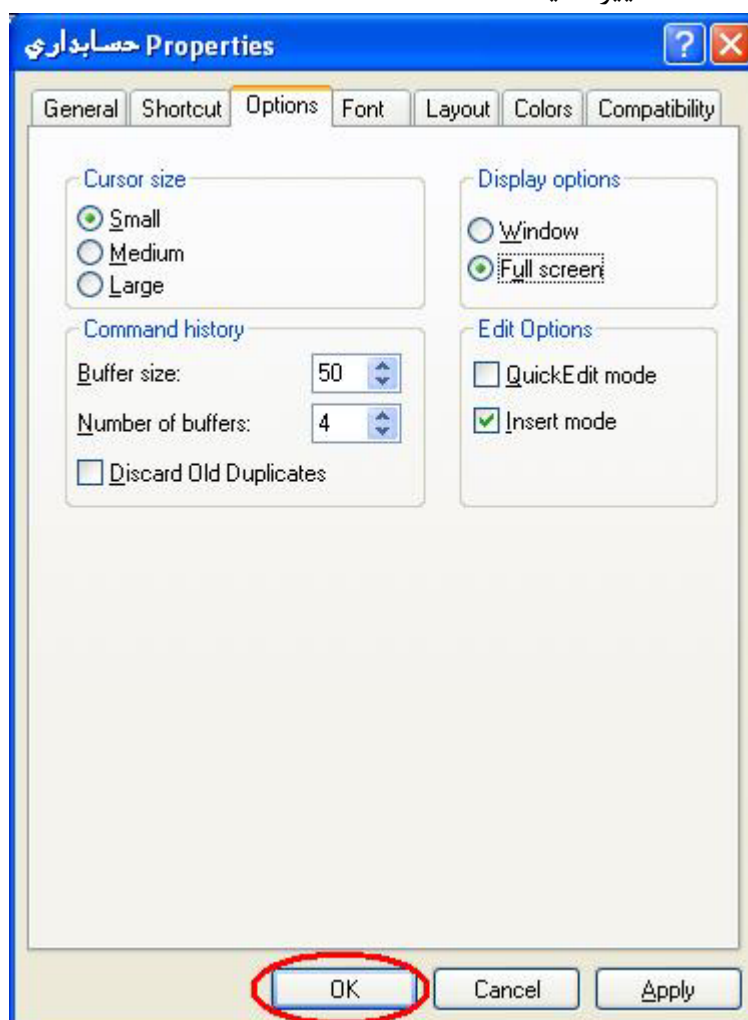 حسابداري Properties
General Shortcut Options Font Layout Colors Compatibility
Cursor size
Small
Medium
Large
Display options
Window
Full screen
Command history
Buffer size: 50
Number of buffers: 4
Discard Old Duplicates
Edit Options
QuickEdit mode
Insert mode
OK Cancel Apply